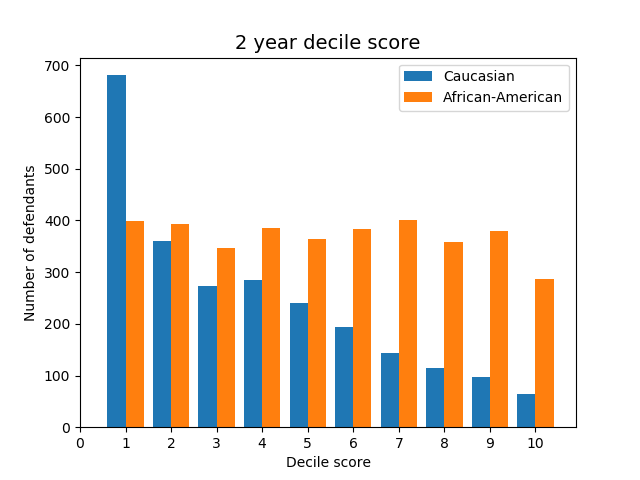 2 year decile score
700
600
500
400
300
200
100
0
Number of defendants
Caucasian
African-American
0 1 2 3 4 5 6 7 8 9 10
Decile score